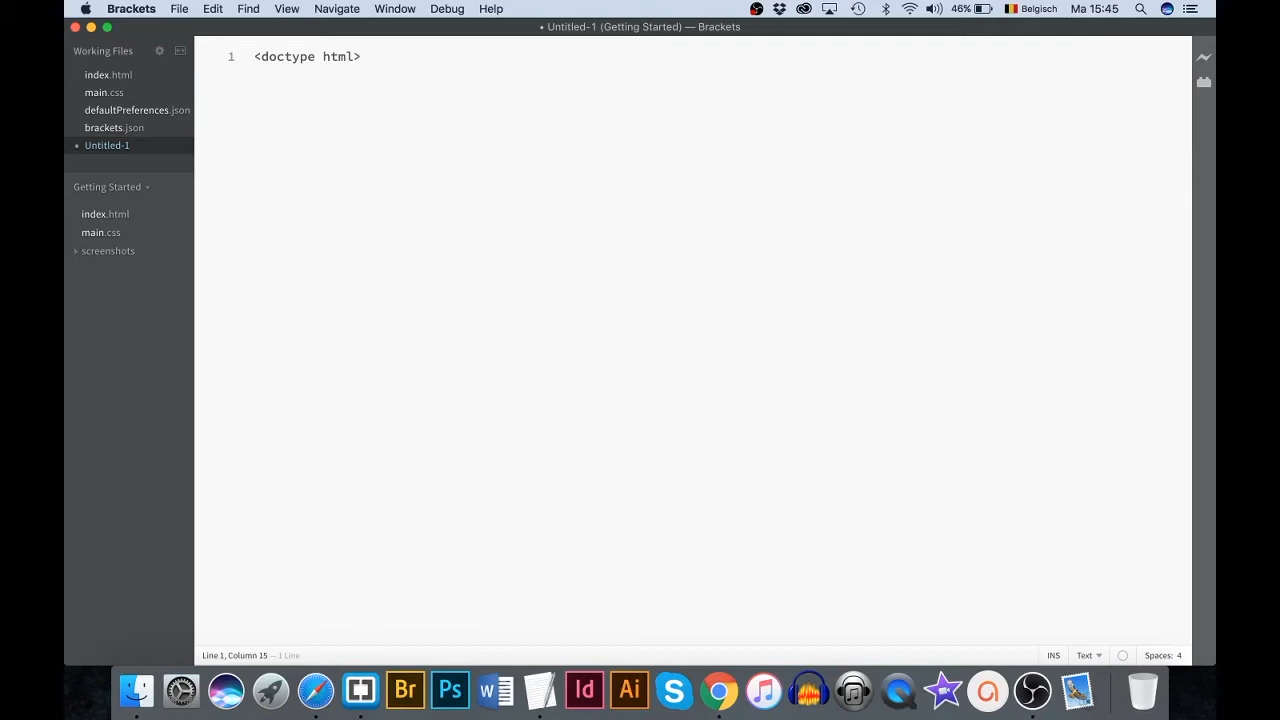 Brackets File Edit Find View Navigate Window Debug Help 46% Belgisch Ma 15:45
• Untitled-1 (Getting Started) — Brackets
Working Files
index.html
main.css
defaultPreferences.json
brackets.json
• Untitled-1
Getting Started
index.html
main.css
screenshots
1 <doctype html>
Line 1, Column 15 — 1 Line INS Text Spaces: 4
Br Ps W Id Ai S a